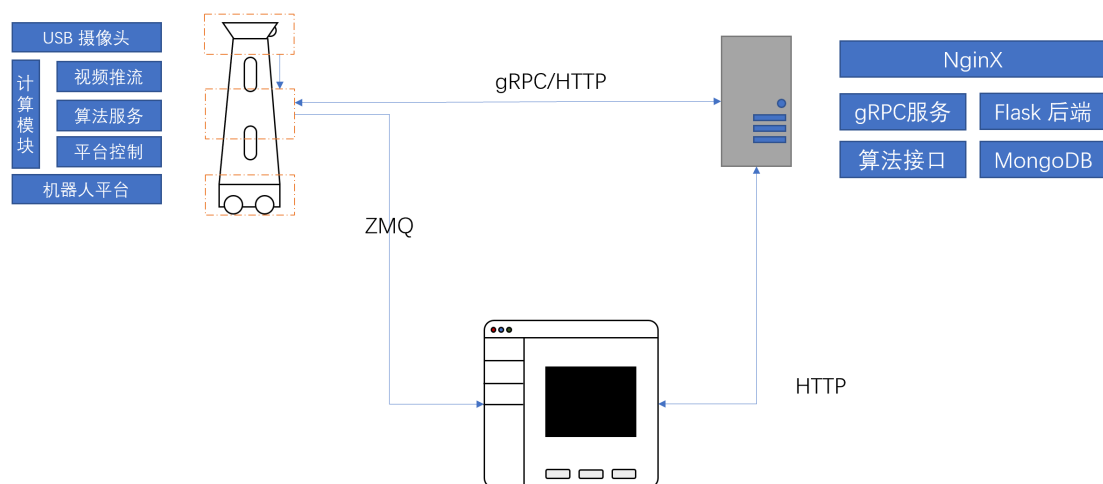 USB 摄像头
计算模块
视频推流
算法服务
平台控制
机器人平台
gRPC/HTTP
ZMQ
HTTP
NginX
gRPC服务
Flask 后端
算法接口
MongoDB